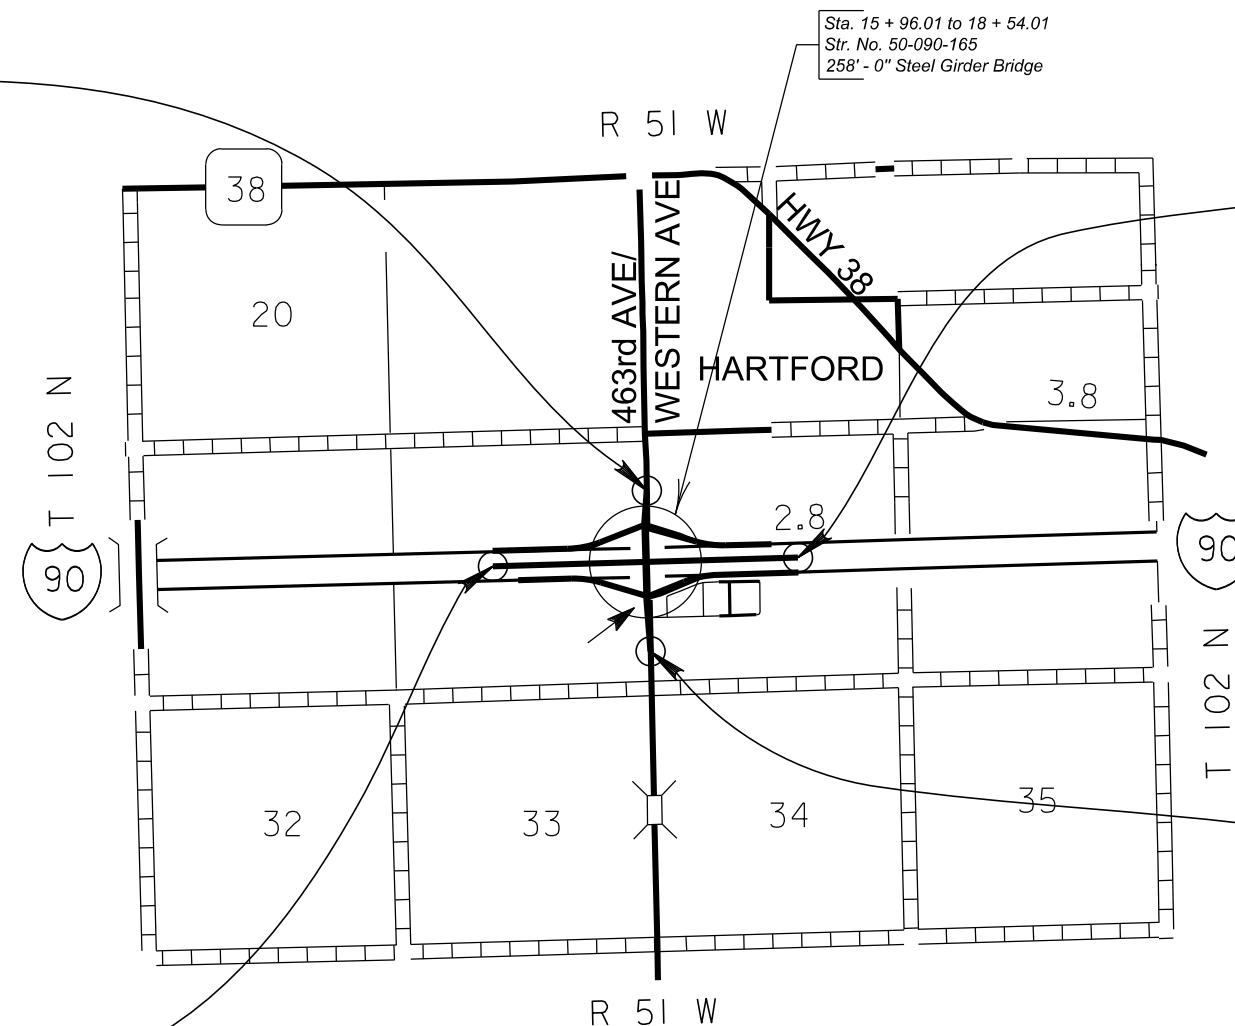 Sta. 15 + 96.01 to 18 + 54.01
Str. No. 50-090-165
258' - 0" Steel Girder Bridge
R 51 W
38
HWY 38
463rd AVE/
WESTERN AVE
20
HARTFORD
3.8
T 102 N
2.8
90
90
T 102 N
32
33
34
35
R 51 W